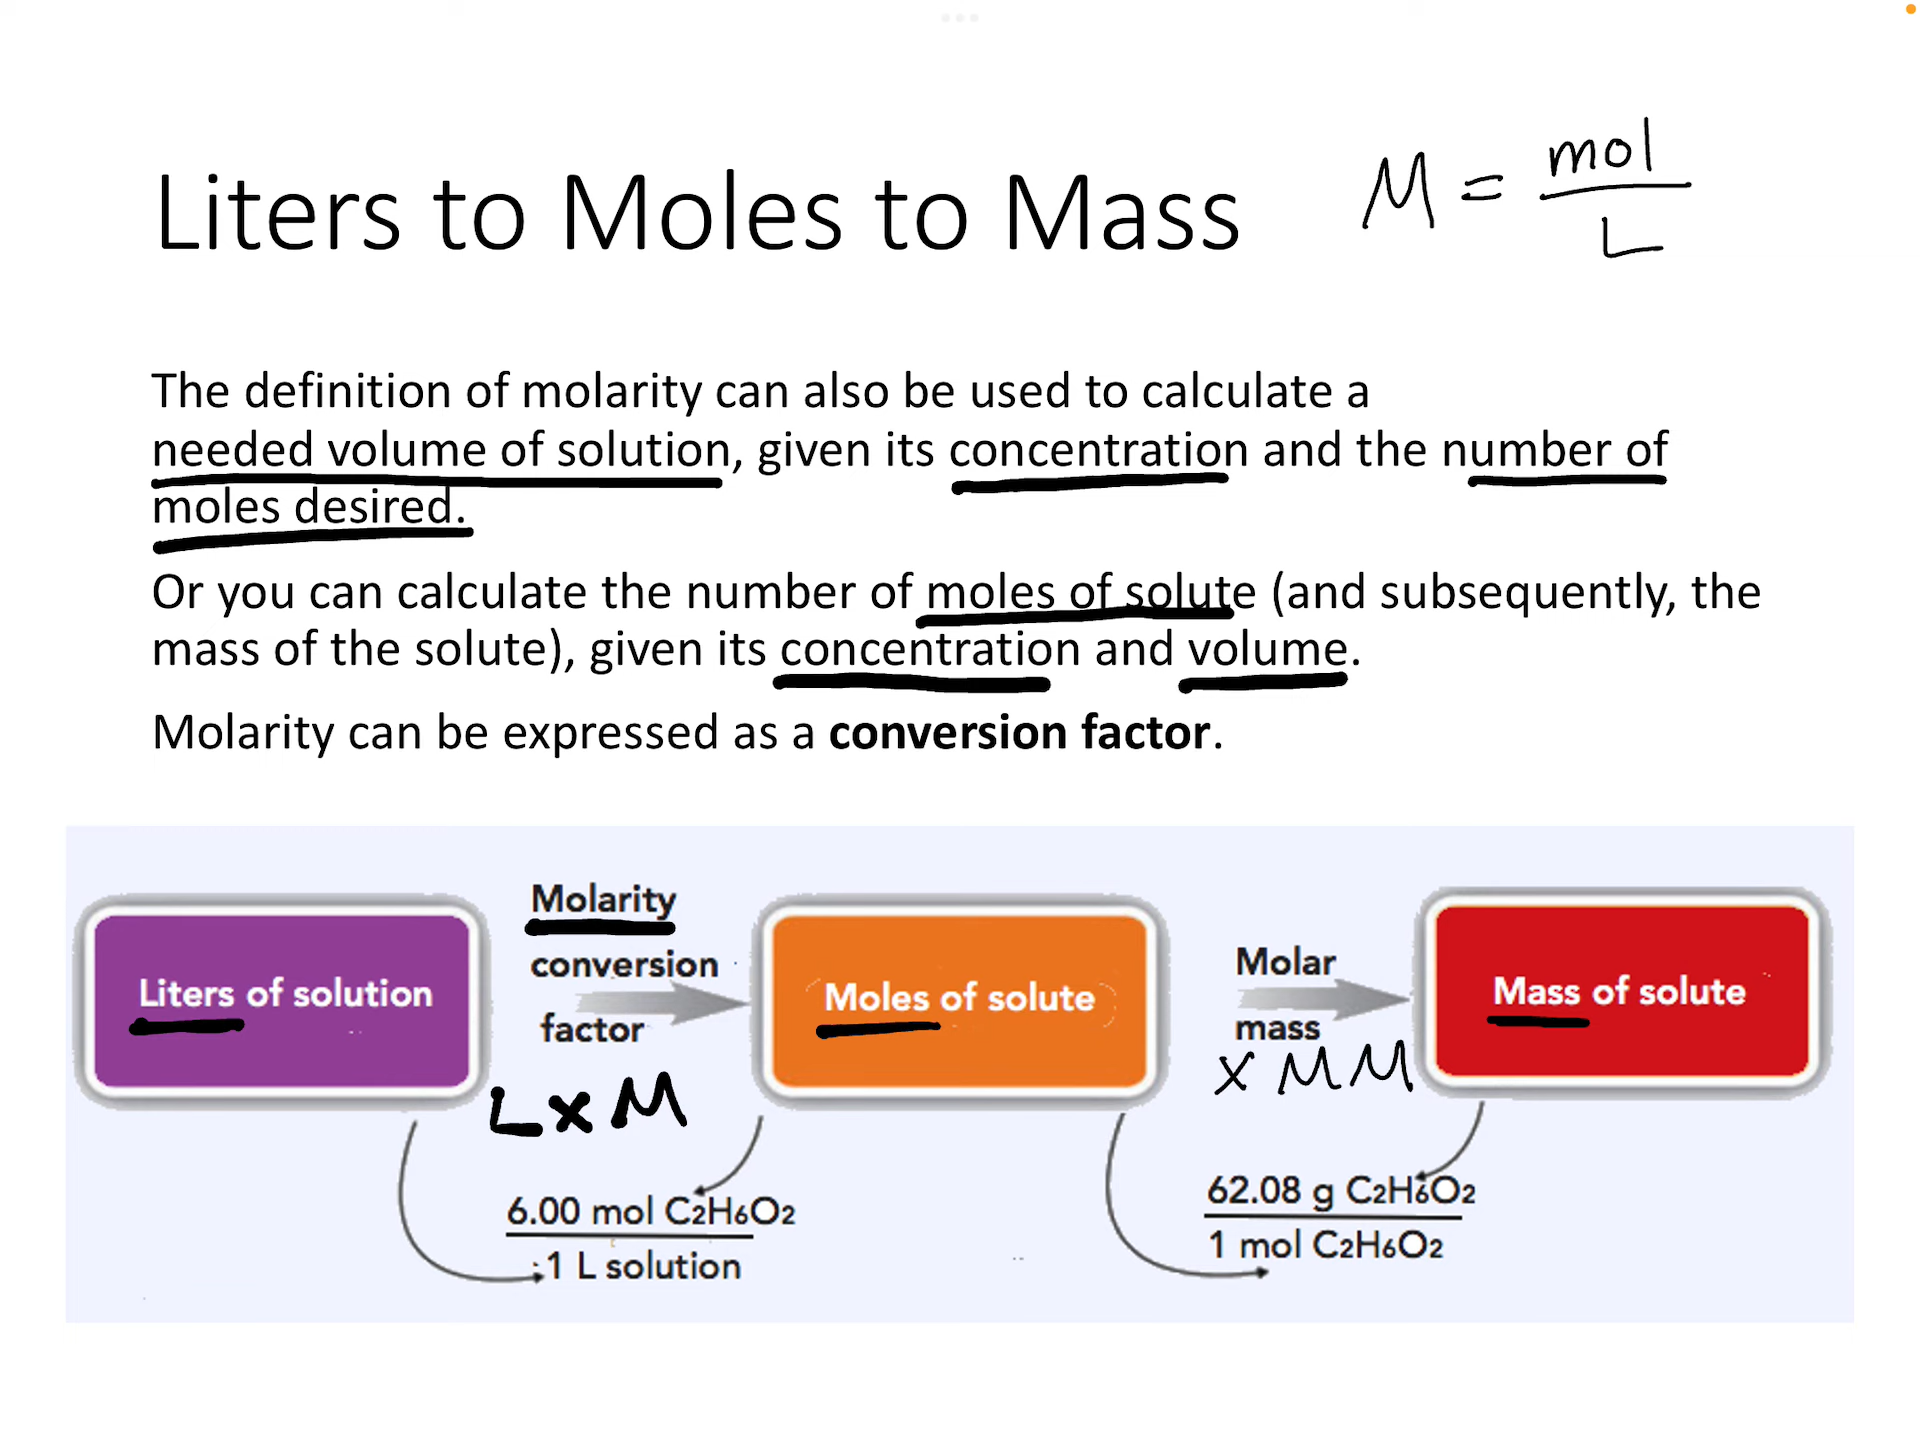 Liters to Moles to Mass
M = mol
L
The definition of molarity can also be used to calculate a
needed volume of solution, given its concentration and the number of
moles desired.
Or you can calculate the number of moles of solute (and subsequently, the
mass of the solute), given its concentration and volume.
Molarity can be expressed as a conversion factor.
Liters of solution
Molarity
conversion
factor
L x M
Moles of solute
Molar
mass
x MM
Mass of solute
6.00 mol C2H6O2
1 L solution
62.08 g C2H6O2
1 mol C2H6O2